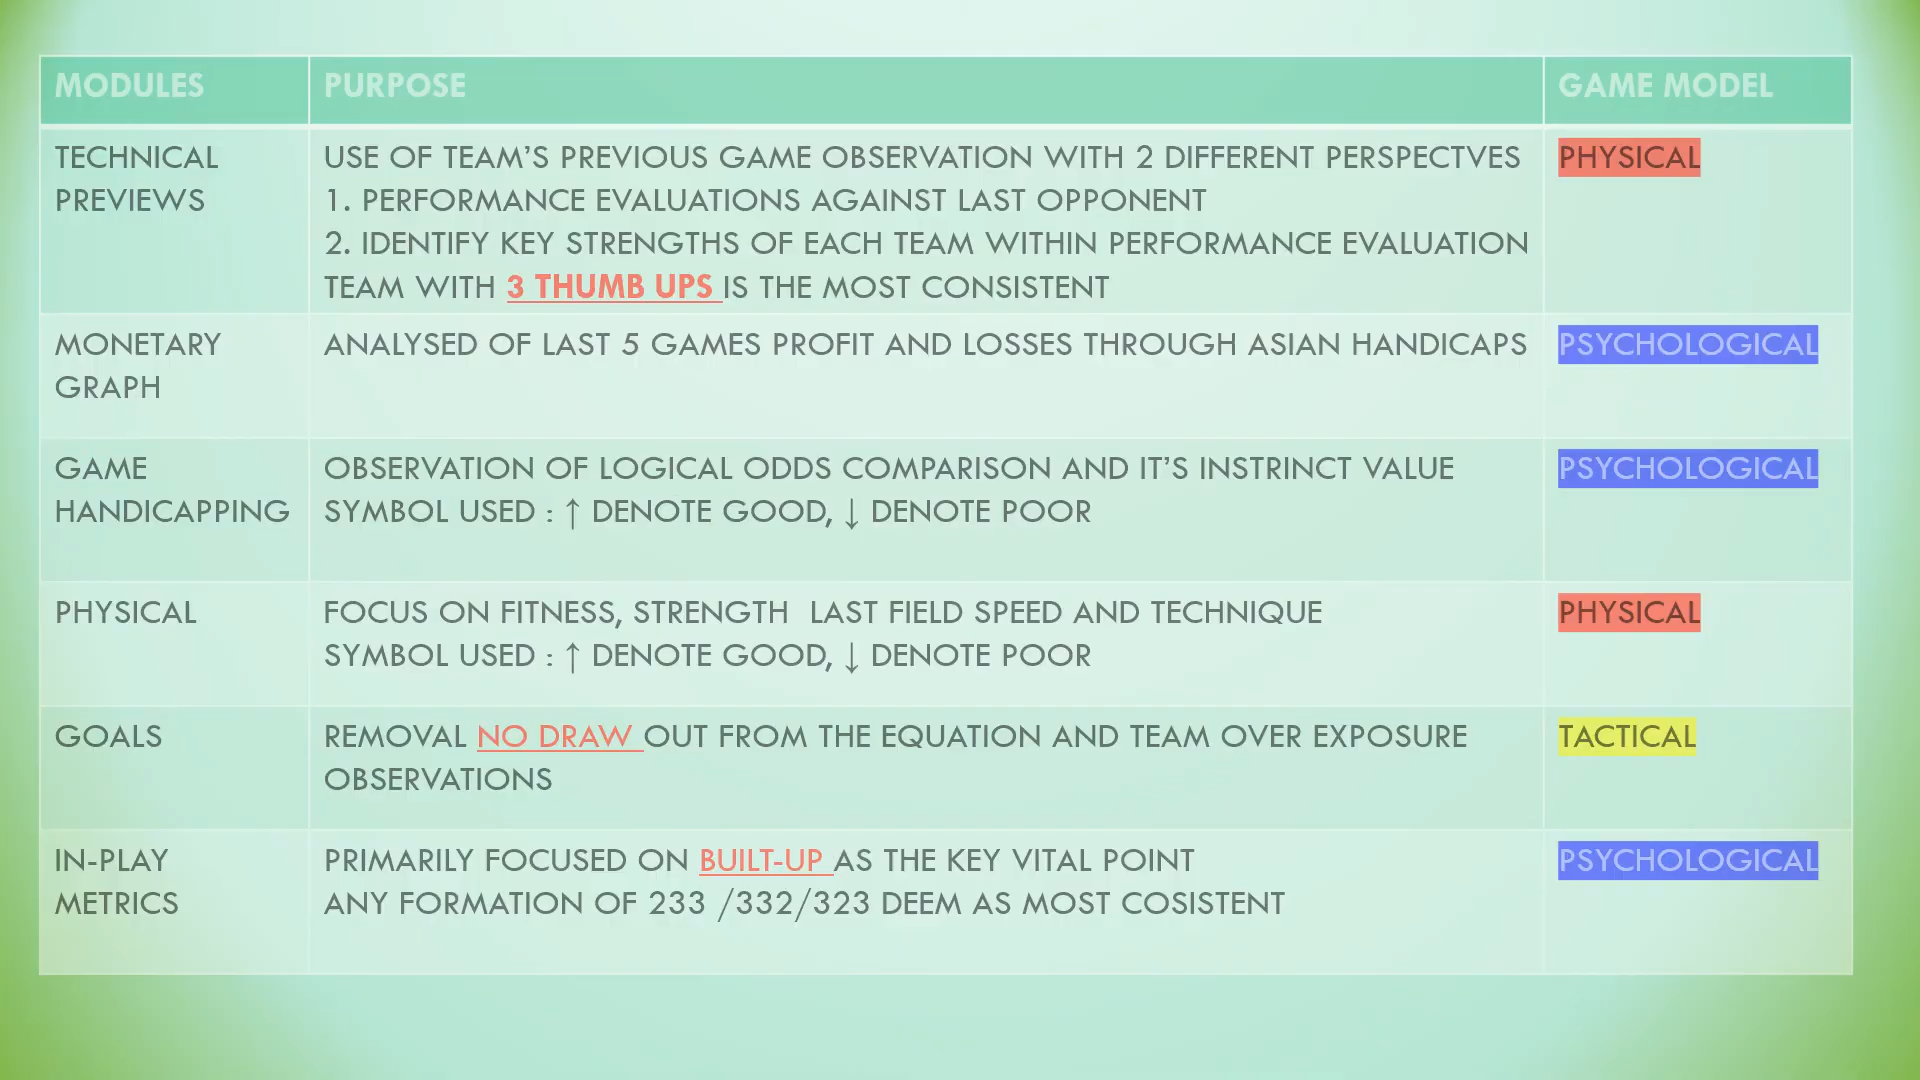 MODULES PURPOSE GAME MODEL
TECHNICAL PREVIEWS
USE OF TEAM'S PREVIOUS GAME OBSERVATION WITH 2 DIFFERENT PERSPECTVES
1. PERFORMANCE EVALUATIONS AGAINST LAST OPPONENT
2. IDENTIFY KEY STRENGTHS OF EACH TEAM WITHIN PERFORMANCE EVALUATION
TEAM WITH 3 THUMB UPS IS THE MOST CONSISTENT
PHYSICAL
MONETARY GRAPH
ANALYSED OF LAST 5 GAMES PROFIT AND LOSSES THROUGH ASIAN HANDICAPS
PSYCHOLOGICAL
GAME HANDICAPPING
OBSERVATION OF LOGICAL ODDS COMPARISON AND IT'S INSTRINCT VALUE
SYMBOL USED : ↑ DENOTE GOOD, ↓ DENOTE POOR
PSYCHOLOGICAL
PHYSICAL
FOCUS ON FITNESS, STRENGTH  LAST FIELD SPEED AND TECHNIQUE
SYMBOL USED : ↑ DENOTE GOOD, ↓ DENOTE POOR
PHYSICAL
GOALS
REMOVAL NO DRAW OUT FROM THE EQUATION AND TEAM OVER EXPOSURE
OBSERVATIONS
TACTICAL
IN-PLAY METRICS
PRIMARILY FOCUSED ON BUILT-UP AS THE KEY VITAL POINT
ANY FORMATION OF 233 /332/323 DEEM AS MOST COSISTENT
PSYCHOLOGICAL